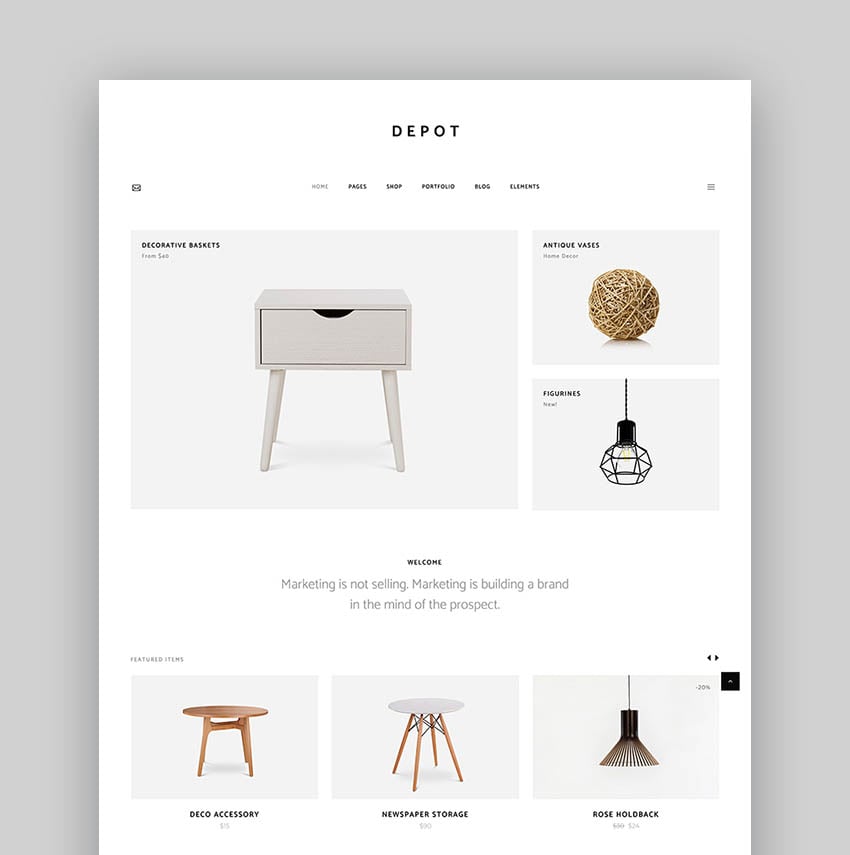 DEPOT
HOME PAGES SHOP PORTFOLIO BLOG ELEMENTS
DECORATIVE BASKETS
From $40
ANTIQUE VASES
Home Decor
FIGURINES
New!
WELCOME
Marketing is not selling. Marketing is building a brand
in the mind of the prospect.
FEATURED ITEMS
-20%
DECO ACCESSORY
$15
NEWSPAPER STORAGE
$90
ROSE HOLDBACK
$30 $24